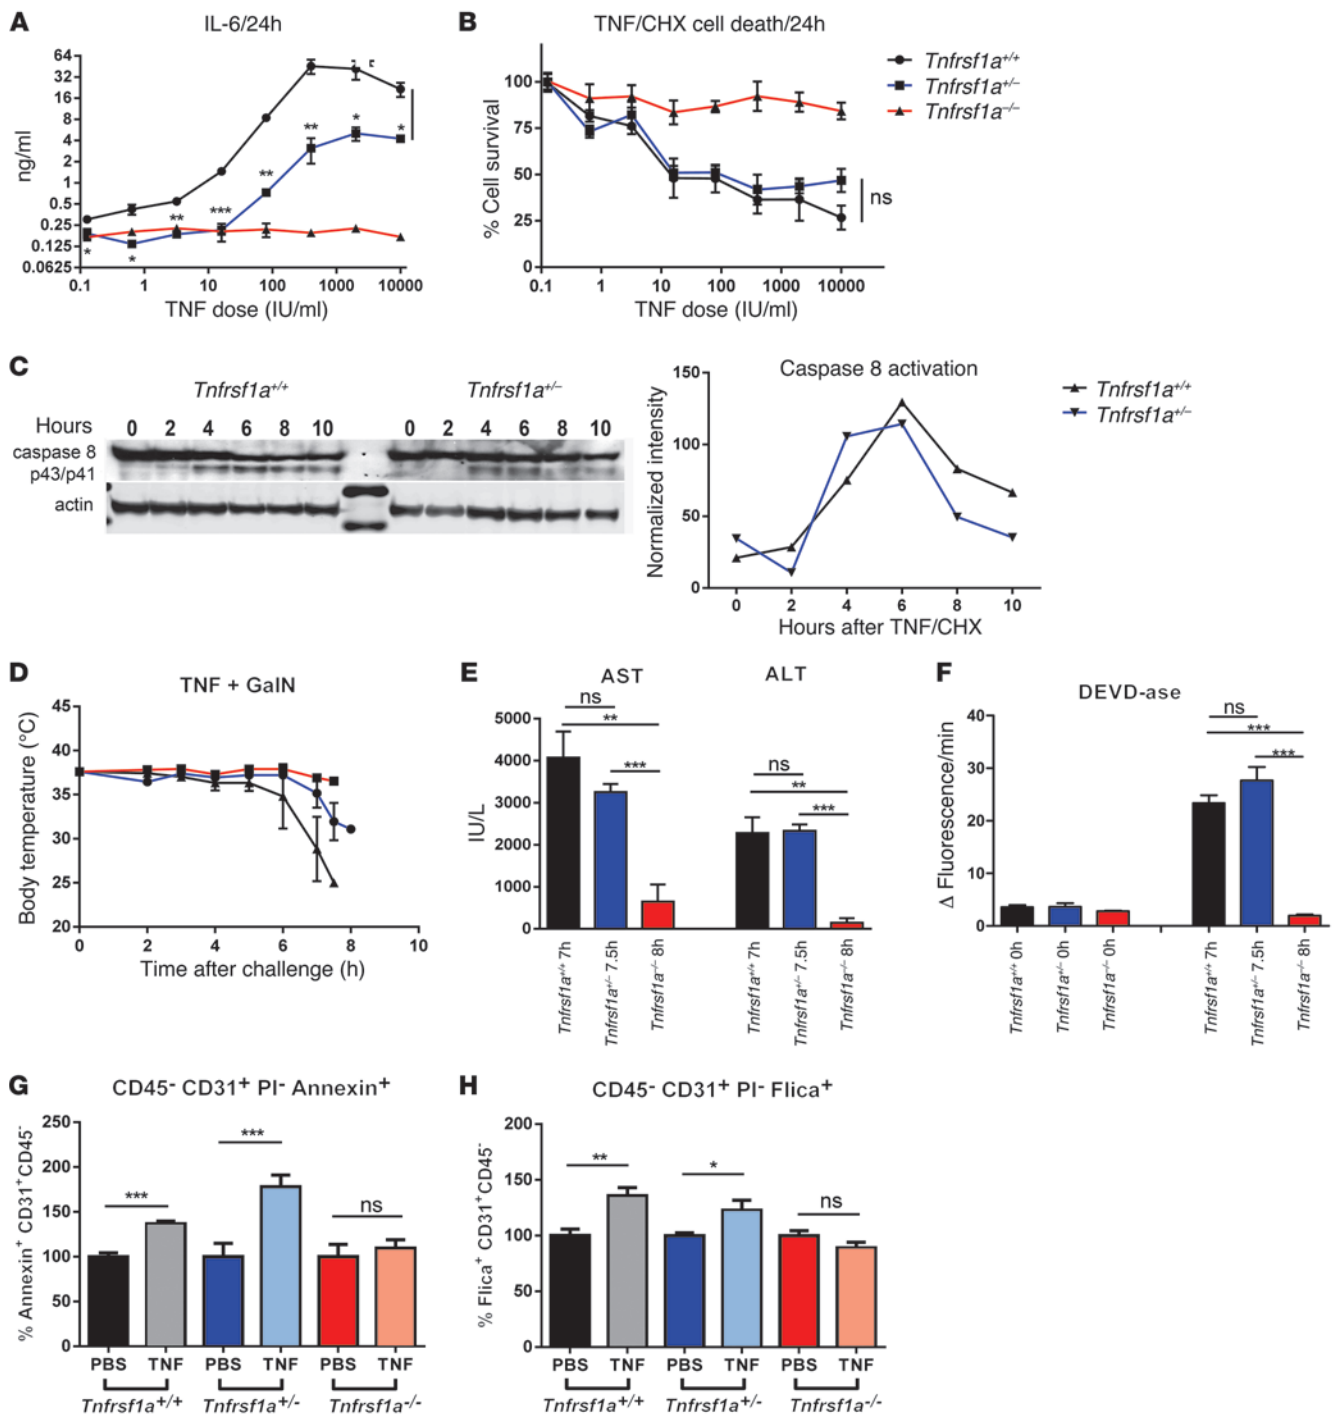 A
IL-6/24h
ng/ml
64
32
16
8
4
2
1
0.5
0.25
0.125
0.0625
* * ** *** ** ** * *
0.1 1 10 100 1000 10000
TNF dose (IU/ml)
B
TNF/CHX cell death/24h
% Cell survival
100
75
50
25
0
ns
0.1 1 10 100 1000 10000
TNF dose (IU/ml)
Tnfrsf1a+/+
Tnfrsf1a+/−
Tnfrsf1a−/−
C
Tnfrsf1a+/+ Tnfrsf1a+/−
Hours 0 2 4 6 8 10 0 2 4 6 8 10
caspase 8
p43/p41
actin
Caspase 8 activation
Normalized intensity
150
100
50
0
0 2 4 6 8 10
Hours after TNF/CHX
Tnfrsf1a+/+
Tnfrsf1a+/−
D
TNF + GalN
Body temperature (°C)
45
40
35
30
25
20
0 2 4 6 8 10
Time after challenge (h)
E
AST ALT
IU/L
5000
4000
3000
2000
1000
0
ns
**
***
ns
**
***
Tnfrsf1a+/+ 7h
Tnfrsf1a+/− 7.5h
Tnfrsf1a−/− 8h
Tnfrsf1a+/+ 7h
Tnfrsf1a+/− 7.5h
Tnfrsf1a−/− 8h
F
DEVD-ase
Δ Fluorescence/min
40
30
20
10
0
ns
***
***
Tnfrsf1a+/+ 0h
Tnfrsf1a+/− 0h
Tnfrsf1a−/− 0h
Tnfrsf1a+/+ 7h
Tnfrsf1a+/− 7.5h
Tnfrsf1a−/− 8h
G
CD45- CD31+ PI- Annexin+
% Annexin+ CD31+CD45-
250
200
150
100
50
0
*** *** ns
PBS TNF PBS TNF PBS TNF
Tnfrsf1a+/+ Tnfrsf1a+/- Tnfrsf1a-/-
H
CD45- CD31+ PI- Flica+
% Flica+ CD31+CD45-
200
150
100
50
0
** * ns
PBS TNF PBS TNF PBS TNF
Tnfrsf1a+/+ Tnfrsf1a+/- Tnfrsf1a-/-